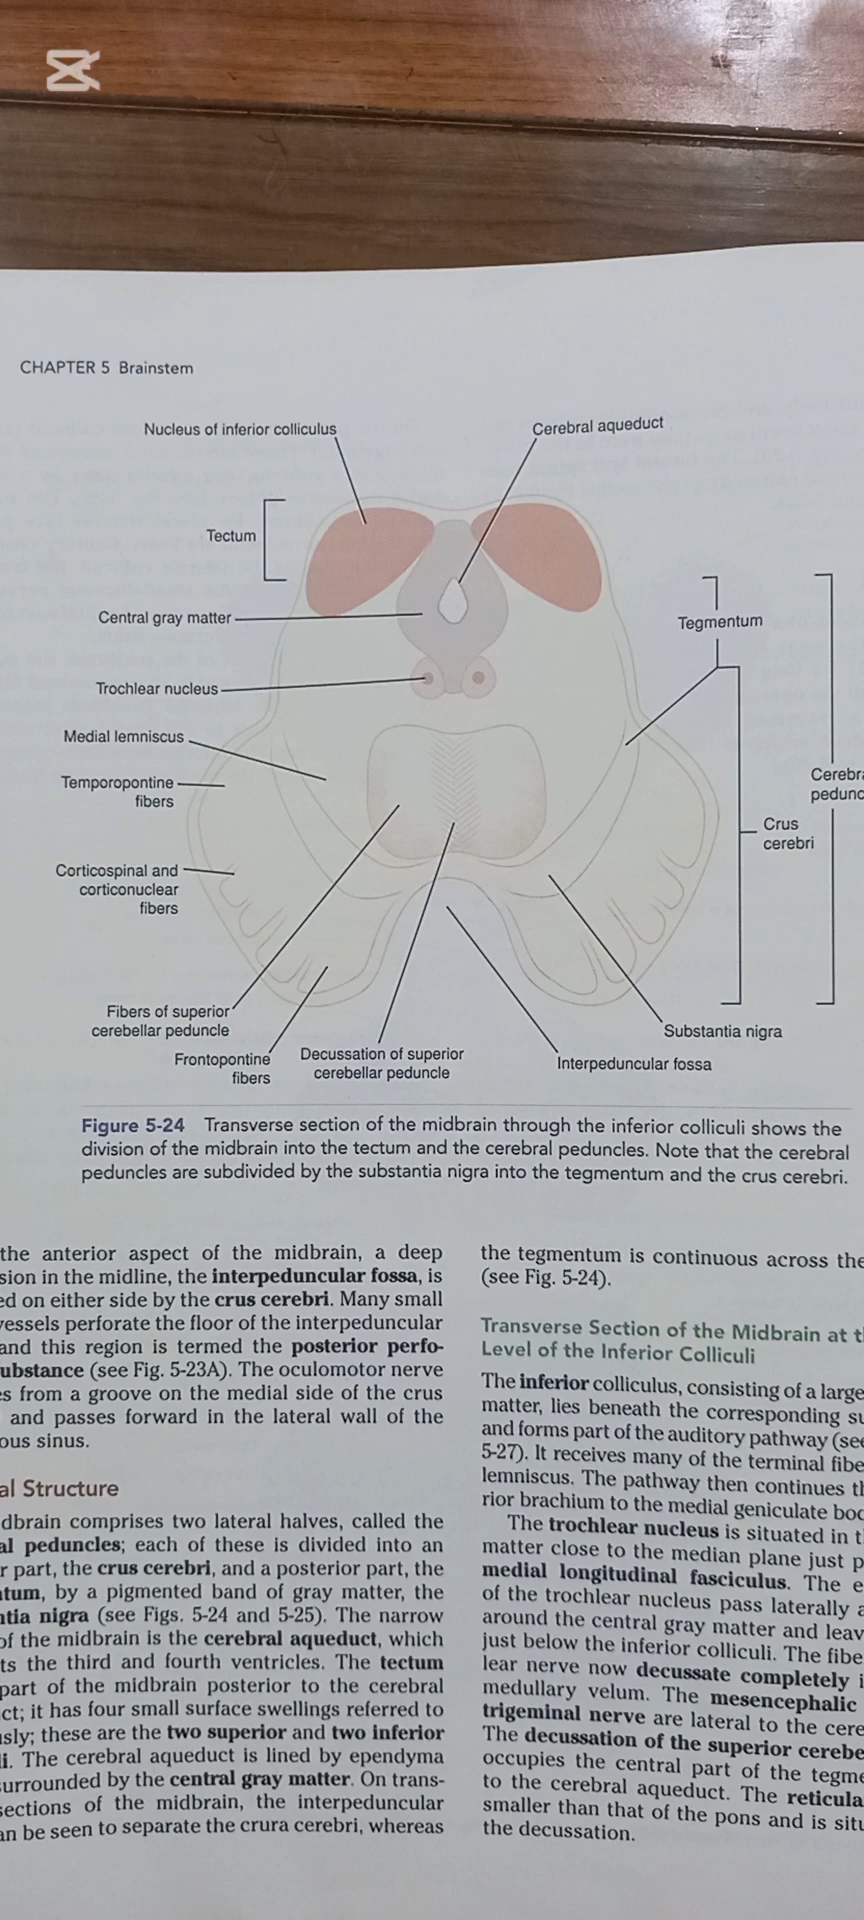 CHAPTER 5 Brainstem
Nucleus of inferior colliculus
Cerebral aqueduct
Tectum
Central gray matter
Tegmentum
Trochlear nucleus
Medial lemniscus
Temporopontine
fibers
Corticospinal and
corticonuclear
fibers
Crus
cerebri
Fibers of superior
cerebellar peduncle
Frontopontine
fibers
Decussation of superior
cerebellar peduncle
Interpeduncular fossa
Substantia nigra
Figure 5-24 Transverse section of the midbrain through the inferior colliculi shows the
division of the midbrain into the tectum and the cerebral peduncles. Note that the cerebral
peduncles are subdivided by the substantia nigra into the tegmentum and the crus cerebri.
the anterior aspect of the midbrain, a deep
in the midline, the interpeduncular fossa, is
on either side by the crus cerebri. Many small
vessels perforate the floor of the interpeduncular
and this region is termed the posterior perfo-
(see Fig. 5-23A). The oculomotor nerve
from a groove on the medial side of the crus
and passes forward in the lateral wall of the
sinus.
Structure
comprises two lateral halves, called the
peduncles; each of these is divided into an
part, the crus cerebri, and a posterior part, the
by a pigmented band of gray matter, the
nigra (see Figs. 5-24 and 5-25). The narrow
of the midbrain is the cerebral aqueduct, which
the third and fourth ventricles. The tectum
part of the midbrain posterior to the cerebral
it has four small surface swellings referred to
these are the two superior and two inferior
The cerebral aqueduct is lined by ependyma
surrounded by the central gray matter. On trans-
sections of the midbrain, the interpeduncular
be seen to separate the crura cerebri, whereas
the tegmentum is continuous across the
(see Fig. 5-24).
Transverse Section of the Midbrain at
Level of the Inferior Colliculi
The inferior colliculus, consisting of a large
matter, lies beneath the corresponding
and forms part of the auditory pathway
5-27). It receives many of the terminal
lemniscus. The pathway then continues
rior brachium to the medial geniculate
The trochlear nucleus is situated in
matter close to the median plane just
medial longitudinal fasciculus. The
of the trochlear nucleus pass laterally
around the central gray matter and
just below the inferior colliculi. The
lear nerve now decussate completely
medullary velum. The mesencephalic
trigeminal nerve are lateral to the
The decussation of the superior
occupies the central part of the
to the cerebral aqueduct. The
smaller than that of the pons and is
the decussation.